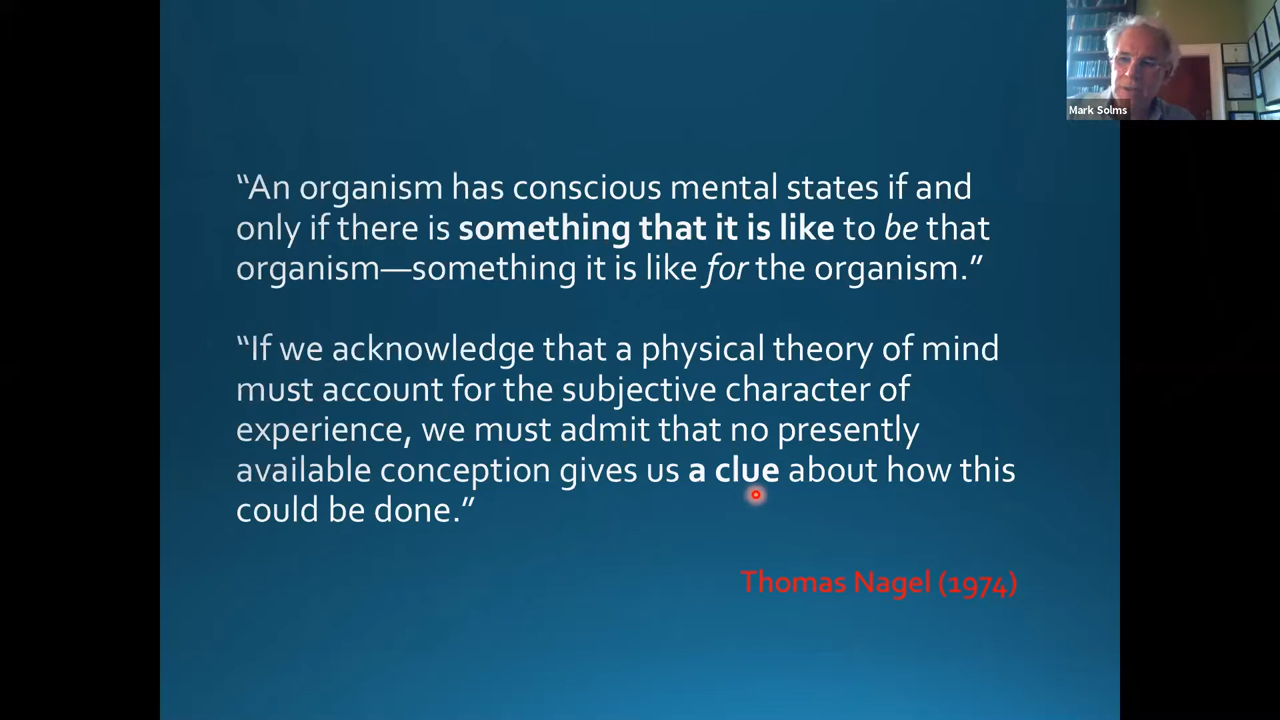 Mark Solms
“An organism has conscious mental states if and
only if there is something that it is like to be that
organism—something it is like for the organism.”
“If we acknowledge that a physical theory of mind
must account for the subjective character of
experience, we must admit that no presently
available conception gives us a clue about how this
could be done.”
Thomas Nagel (1974)